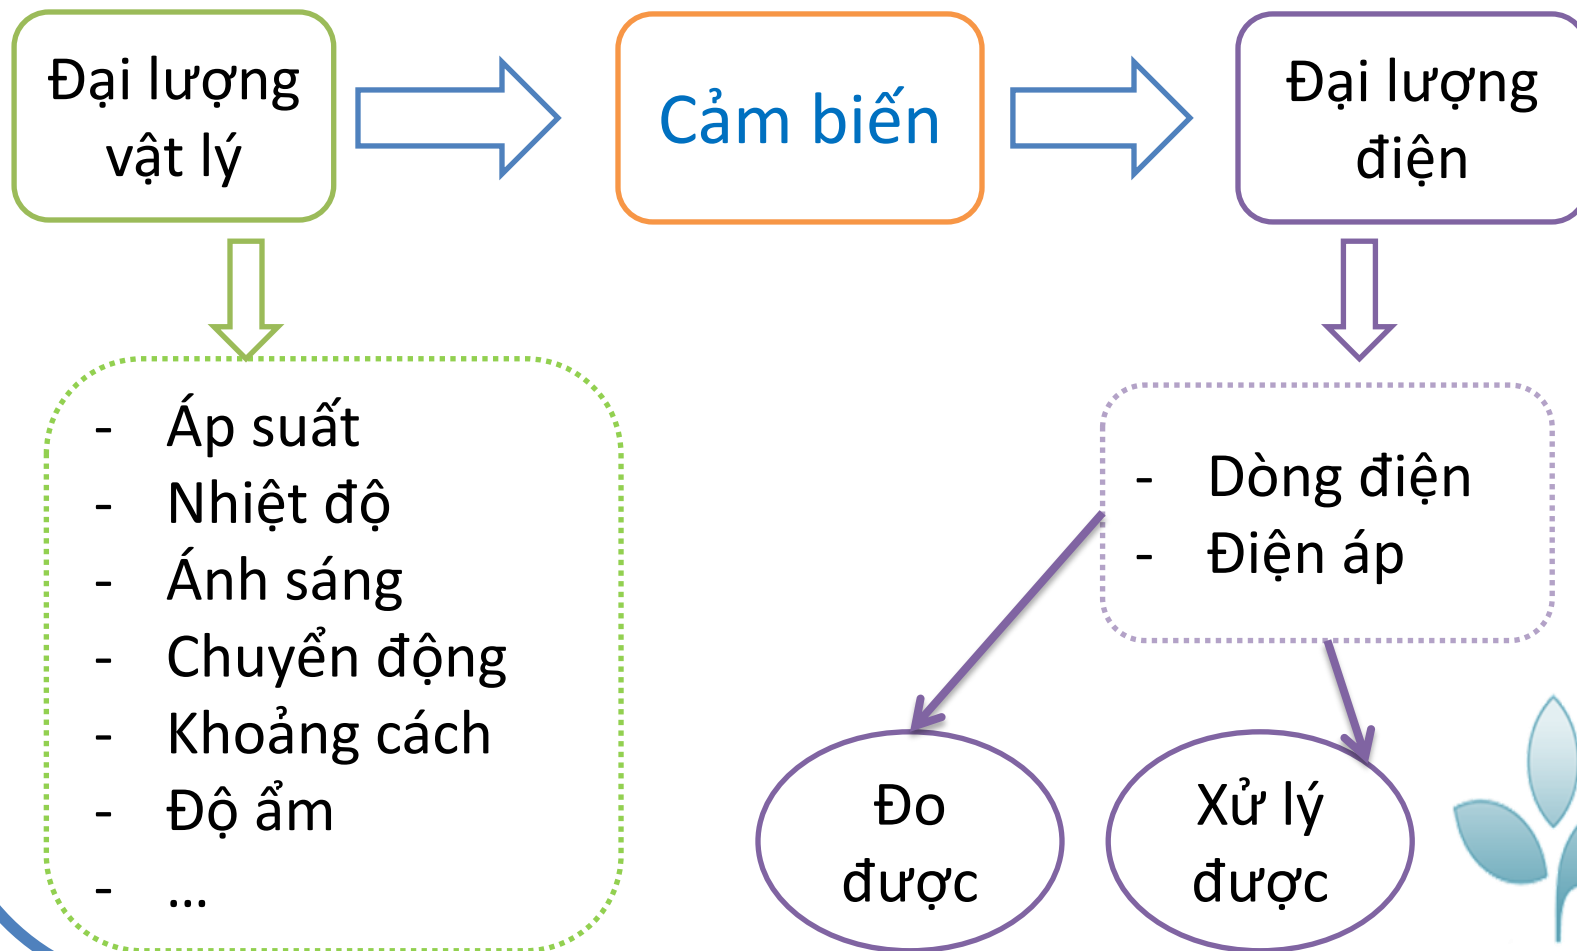 Đại lượng
vật lý
Cảm biến
Đại lượng
điện
- Áp suất
- Nhiệt độ
- Ánh sáng
- Chuyển động
- Khoảng cách
- Độ ẩm
- ...
- Dòng điện
- Điện áp
Đo
được
Xử lý
được